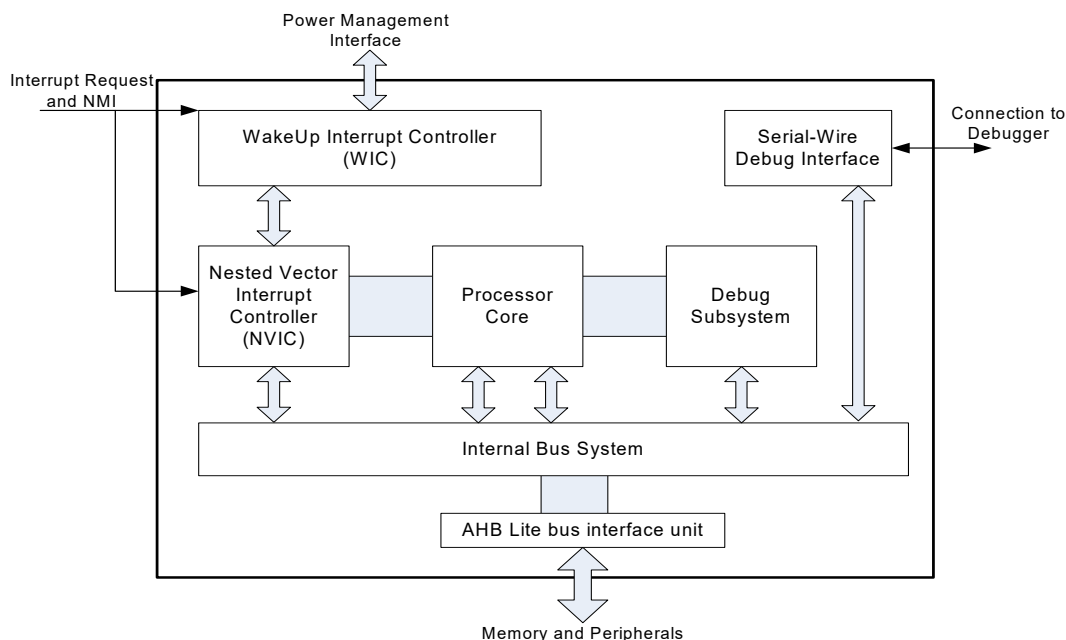 Power Management
Interface
Interrupt Request
and NMI
WakeUp Interrupt Controller
(WIC)
Serial-Wire
Debug Interface
Connection to
Debugger
Nested Vector
Interrupt
Controller
(NVIC)
Processor
Core
Debug
Subsystem
Internal Bus System
AHB Lite bus interface unit
Memory and Peripherals